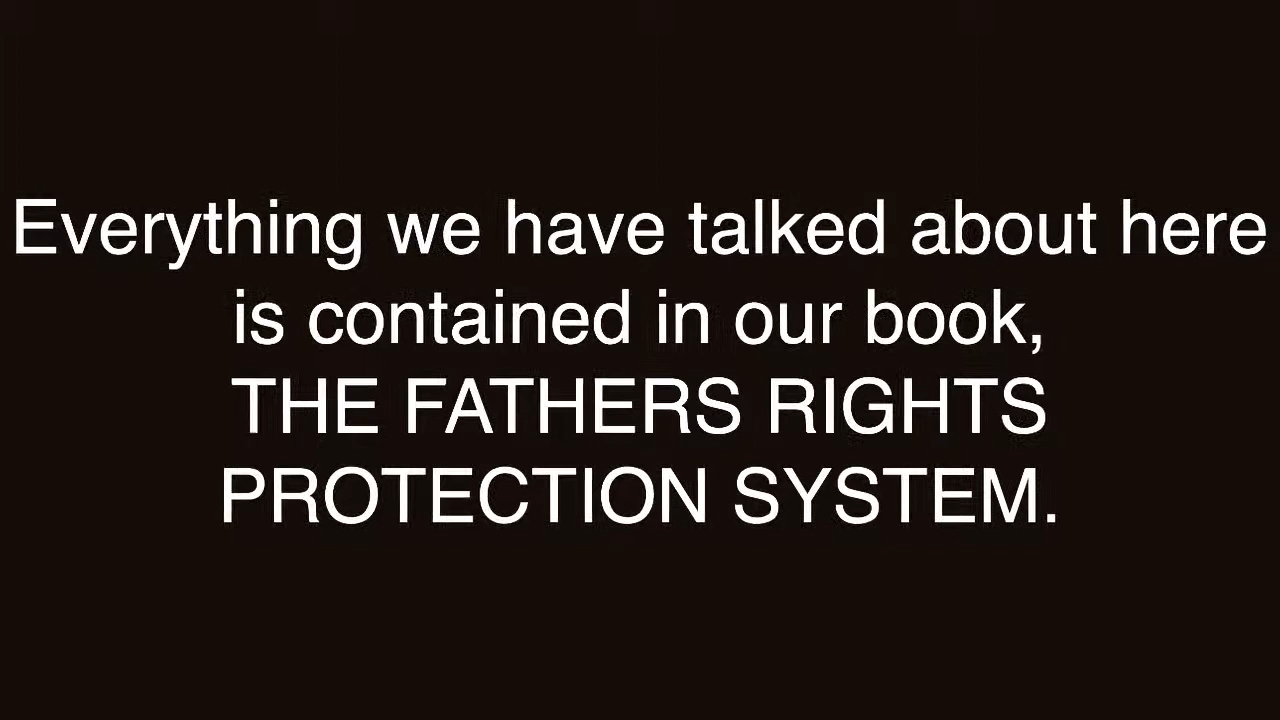 Everything we have talked about here
is contained in our book,
THE FATHERS RIGHTS
PROTECTION SYSTEM.